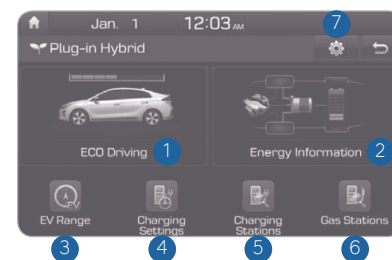 Jan. 1 12:03 AM 7
Plug-in Hybrid
ECO Driving 1 Energy Information 2
EV
EV Range Charging Settings Charging Stations Gas Stations
3 4 5 6